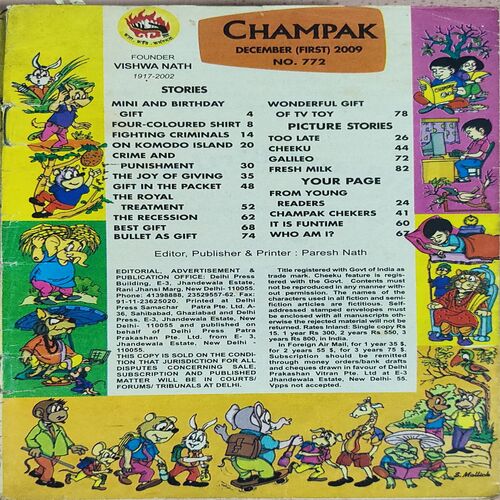 CHAMPAK
DECEMBER (FIRST) 2009
NO. 772
FOUNDER
VISHWA NATH
1917-2002
STORIES
MINI AND BIRTHDAY
GIFT 4
FOUR-COLOURED SHIRT 8
FIGHTING CRIMINALS 14
ON KOMODO ISLAND 20
CRIME AND
PUNISHMENT 30
THE JOY OF GIVING 35
GIFT IN THE PACKET 48
THE ROYAL
TREATMENT 52
THE RECESSION 62
BEST GIFT 68
BULLET AS GIFT 74
WONDERFUL GIFT
OF TV TOY 78
PICTURE STORIES
TOO LATE 26
CHEEKU 44
GALILEO 72
FRESH MILK 82
YOUR PAGE
FROM YOUNG
READERS 24
CHAMPAK CHEKERS 41
IT IS FUNTIME 60
WHO AM I? 67
Editor, Publisher & Printer : Paresh Nath
EDITORIAL, ADVERTISEMENT &
PUBLICATION OFFICE: Delhi Press
Building, E-3, Jhandewala Estate,
Rani Jhansi Marg, New Delhi- 110055.
Phone: 41398888, 23529557-62. Fax:
91-11-23625020. Printed at Delhi
Press Samachar Patra Pte. Ltd. A-
36, Sahibabad, Ghaziabad and Delhi
Press, E-3, Jhandewala Estate, New
Delhi- 110055 and published on
behalf of Delhi Press Patra
Prakashan Pte. Ltd. from E- 3,
Jhandewala Estate, New Delhi-
110055.
THIS COPY IS SOLD ON THE CONDI-
TION THAT JURISDICTION FOR ALL
DISPUTES CONCERNING SALE,
SUBSCRIPTION AND PUBLISHED
MATTER WILL BE IN COURTS/
FORUMS/ TRIBUNALS AT DELHI.
Title registered with Govt of India as
trade mark. Cheeku feature is regis-
tered with the Govt. Contents must
not be reproduced in any manner with-
out permission. The names of the
characters used in all fiction and semi-
fiction articles are fictitious. Self-
addressed stamped envelopes must
be enclosed with all manuscripts oth-
erwise the rejected material will not be
returned. Rates Inland: Single copy Rs
15. 1 year Rs 300, 2 years Rs 550, 3
years Rs 800, in India.
In Foreign Air Mail, for 1 year 35 $,
for 2 years 55 $, for 3 years 75 $.
Subscription should be remitted
through money orders/bank drafts
and cheques drawn in favour of Delhi
Prakashan Vitran Pte. Ltd at E-3
Jhandewala Estate, New Delhi- 55.
Vpps not accepted.
CHAMPAK
S. Mullick